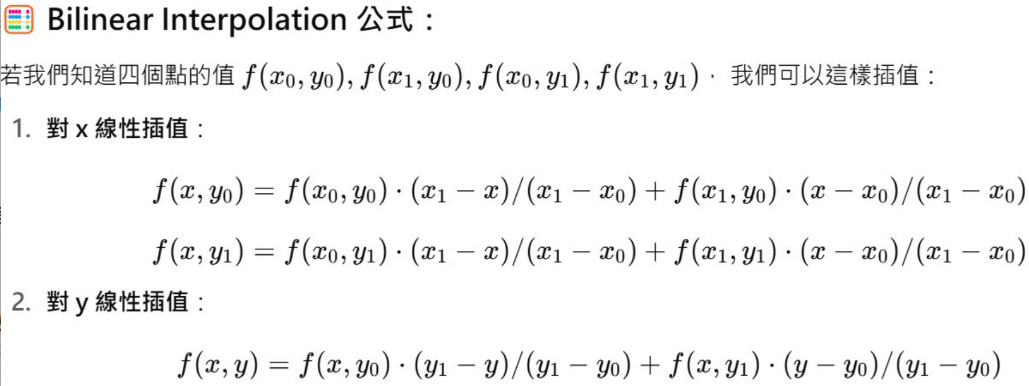 Bilinear Interpolation 公式：
若我們知道四個點的值 f(x₀, y₀), f(x₁, y₀), f(x₀, y₁), f(x₁, y₁)， 我們可以這樣插值：
1. 對 x 線性插值：
f(x, y₀) = f(x₀, y₀) · (x₁ − x)/(x₁ − x₀) + f(x₁, y₀) · (x − x₀)/(x₁ − x₀)
f(x, y₁) = f(x₀, y₁) · (x₁ − x)/(x₁ − x₀) + f(x₁, y₁) · (x − x₀)/(x₁ − x₀)
2. 對 y 線性插值：
f(x, y) = f(x, y₀) · (y₁ − y)/(y₁ − y₀) + f(x, y₁) · (y − y₀)/(y₁ − y₀)